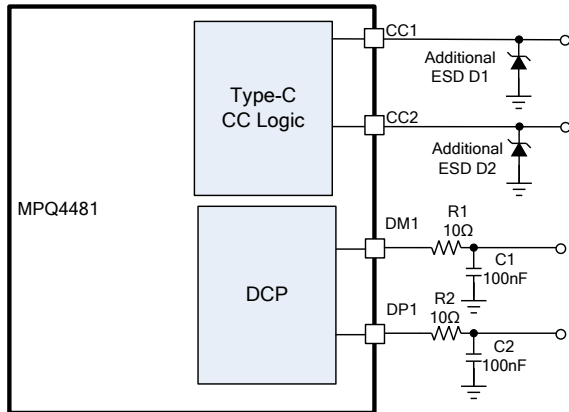 CC1
Additional
ESD D1
Type-C
CC Logic
CC2
Additional
ESD D2
MPQ4481
DM1
R1
10Ω
C1
100nF
DCP
DP1
R2
10Ω
C2
100nF